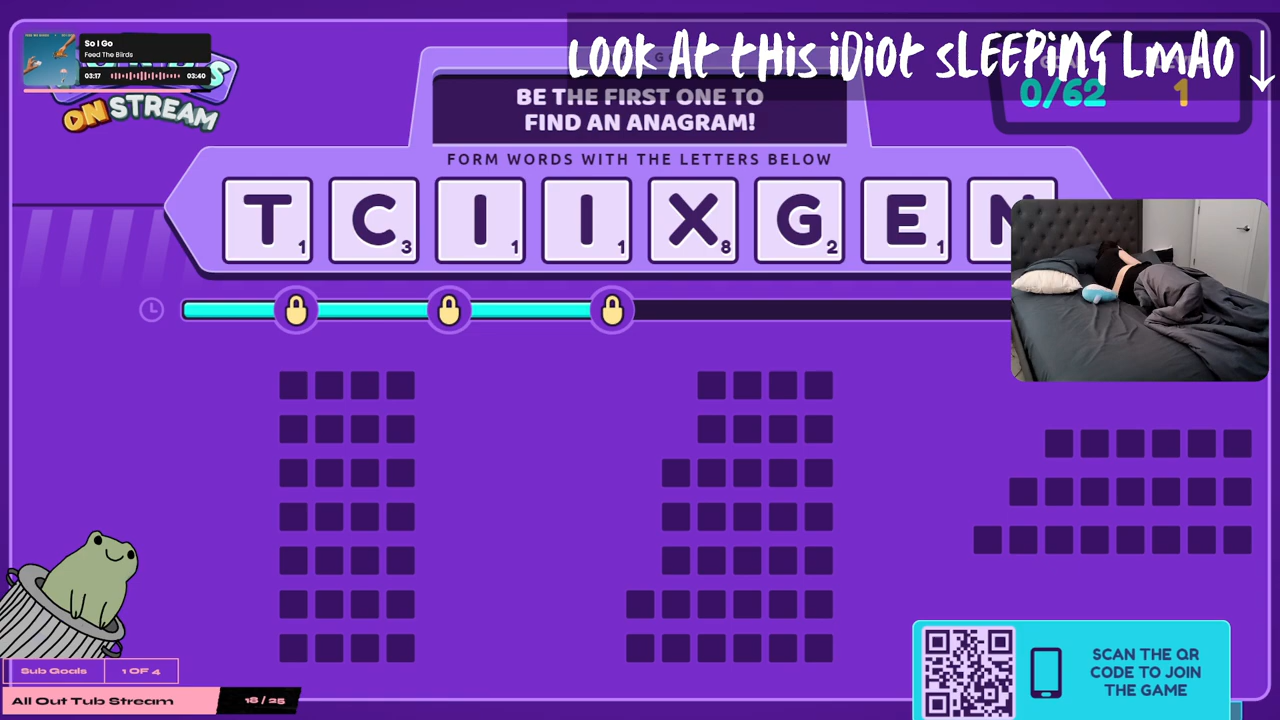 So I Go
Feed The Birds
03:17 03:40
ON STREAM
LOOK At tHis iDiot sLEEPiNG LmAO ↓
0/62 1
BE THE FIRST ONE TO
FIND AN ANAGRAM!
FORM WORDS WITH THE LETTERS BELOW
T 1 C 3 I 1 I 1 X 8 G 2 E 1 N
Sub Goals 1 OF 4
All Out Tub Stream 18 / 25
SCAN THE QR
CODE TO JOIN
THE GAME